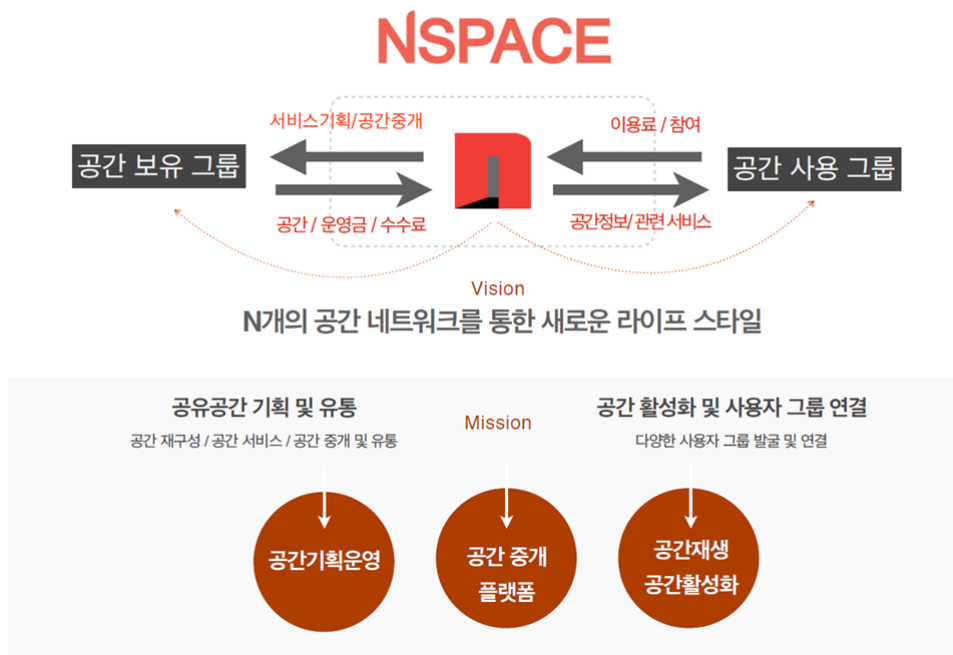 NSPACE
서비스기획/공간중개
이용료 / 참여
공간 보유 그룹
공간 사용 그룹
공간 / 운영금 / 수수료
공간정보/ 관련 서비스
Vision
N개의 공간 네트워크를 통한 새로운 라이프 스타일
공유공간 기획 및 유통
공간 재구성 / 공간 서비스 / 공간 중개 및 유통
Mission
공간 활성화 및 사용자 그룹 연결
다양한 사용자 그룹 발굴 및 연결
공간기획운영
공간 중개
플랫폼
공간재생
공간활성화